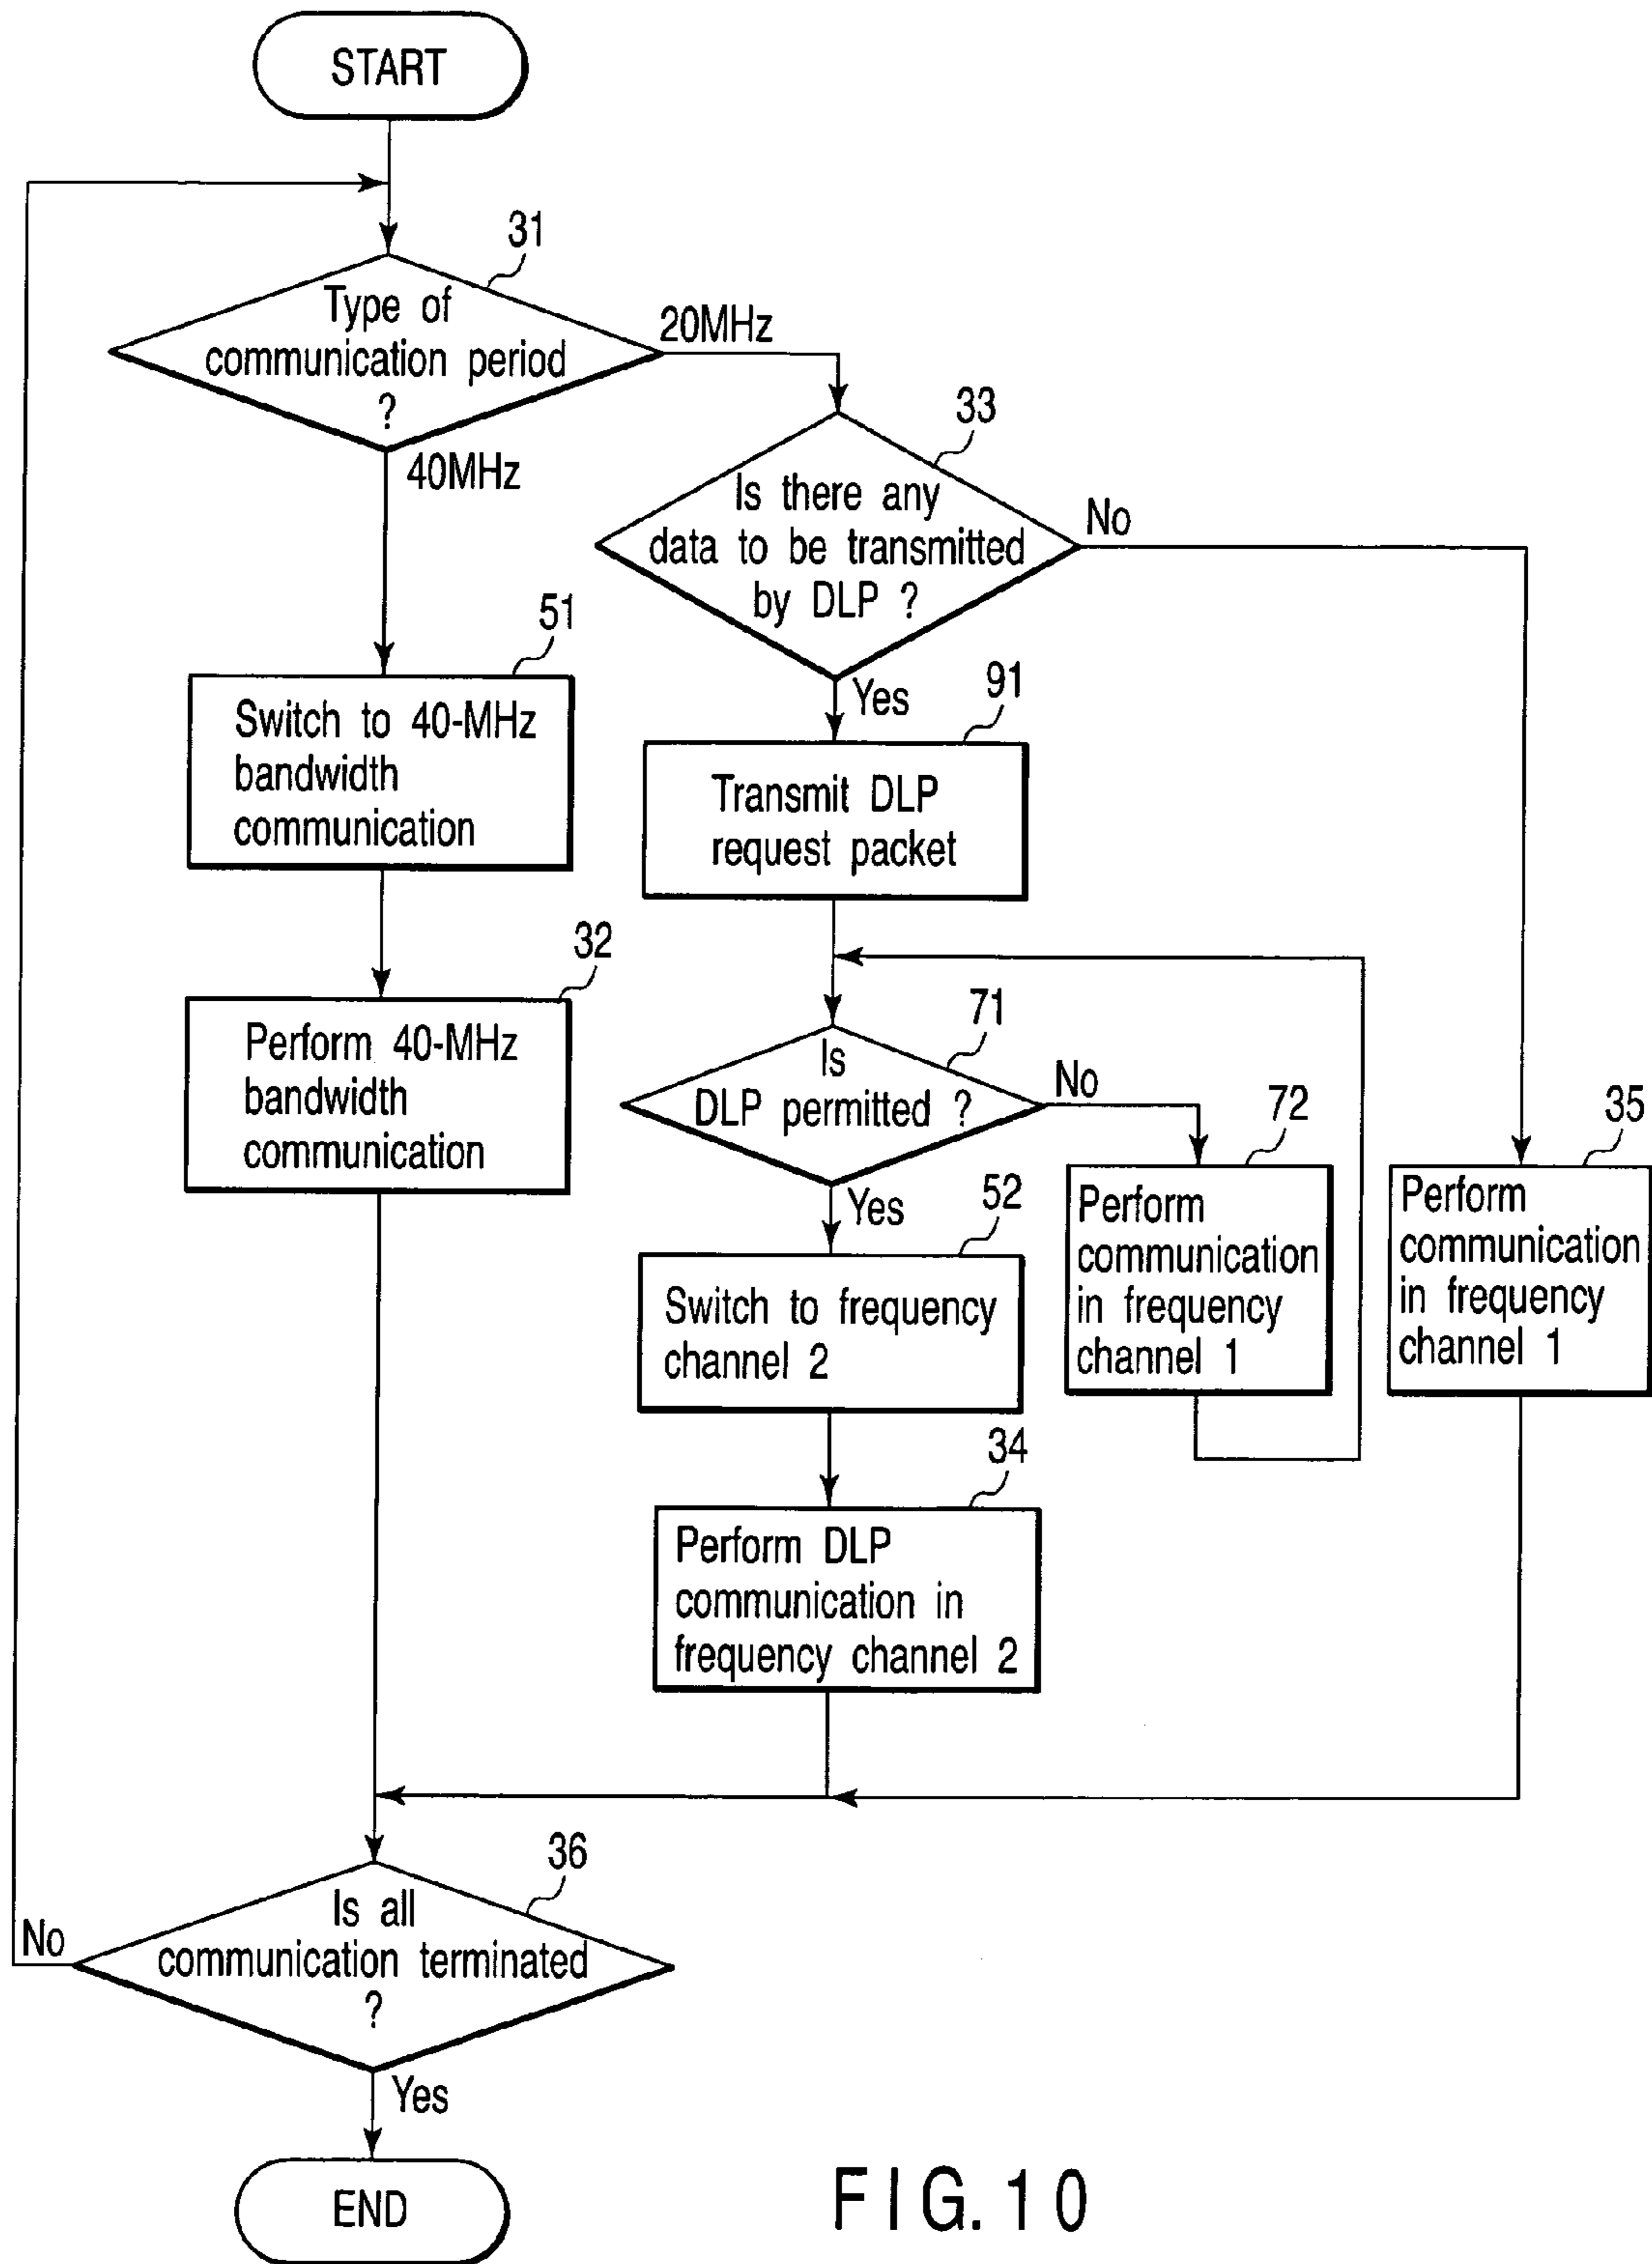 START
31
Type of
communication period
?
20MHz
40MHz
33
Is there any
data to be transmitted
by DLP ?
No
Yes
51
Switch to 40-MHz
bandwidth
communication
91
Transmit DLP
request packet
32
Perform 40-MHz
bandwidth
communication
71
Is
DLP permitted ?
No
Yes
72
Perform
communication
in frequency
channel 1
35
Perform
communication
in frequency
channel 1
52
Switch to frequency
channel 2
34
Perform DLP
communication in
frequency channel 2
36
Is all
communication terminated
?
No
Yes
END
FIG. 10